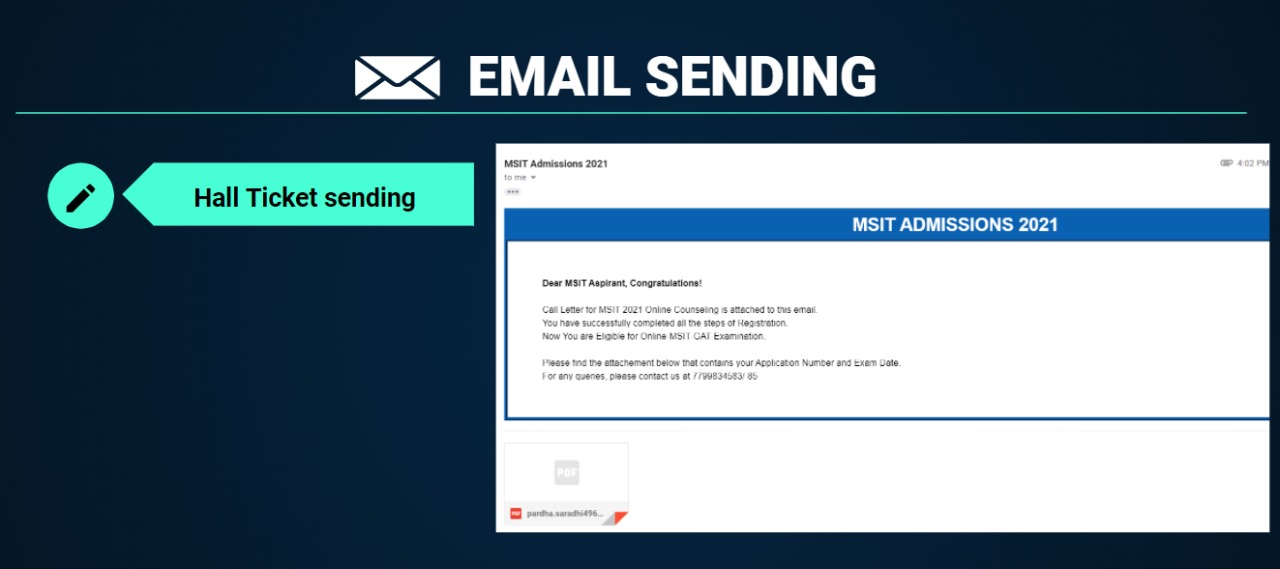 EMAIL SENDING
Hall Ticket sending
MSIT Admissions 2021
4:02 PM
to me
MSIT ADMISSIONS 2021
Dear MSIT Aspirant, Congratulations!
Call Letter for MSIT 2021 Online Counseling is attached to this email.
You have successfully completed all the steps of Registration.
Now You are Eligible for Online MSIT GAT Examination.
Please find the attachement below that contains your Application Number and Exam Date.
For any queries, please contact us at 7799834583/ 85
PDF
PDF pardha.saradhi496...